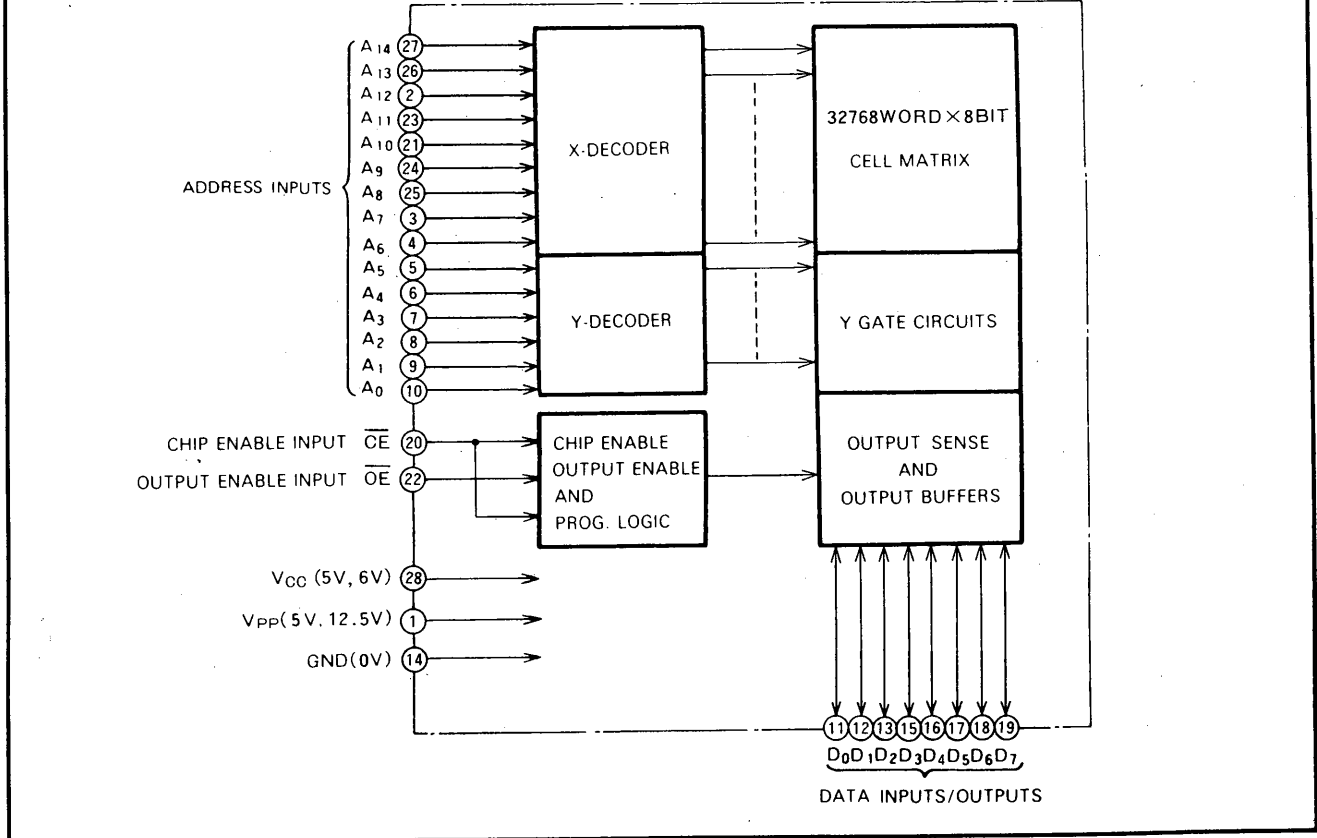 A14 27
A13 26
A12 2
A11 23
A10 21
A9 24
A8 25
A7 3
A6 4
A5 5
A4 6
A3 7
A2 8
A1 9
A0 10
ADDRESS INPUTS
X-DECODER
Y-DECODER
32768WORD×8BIT
CELL MATRIX
Y GATE CIRCUITS
CHIP ENABLE INPUT C̅E̅ 20
OUTPUT ENABLE INPUT O̅E̅ 22
CHIP ENABLE
OUTPUT ENABLE
AND
PROG. LOGIC
OUTPUT SENSE
AND
OUTPUT BUFFERS
VCC (5V, 6V) 28
VPP(5V. 12.5V) 1
GND(0V) 14
11 12 13 15 16 17 18 19
D0 D1 D2 D3 D4 D5 D6 D7
DATA INPUTS/OUTPUTS